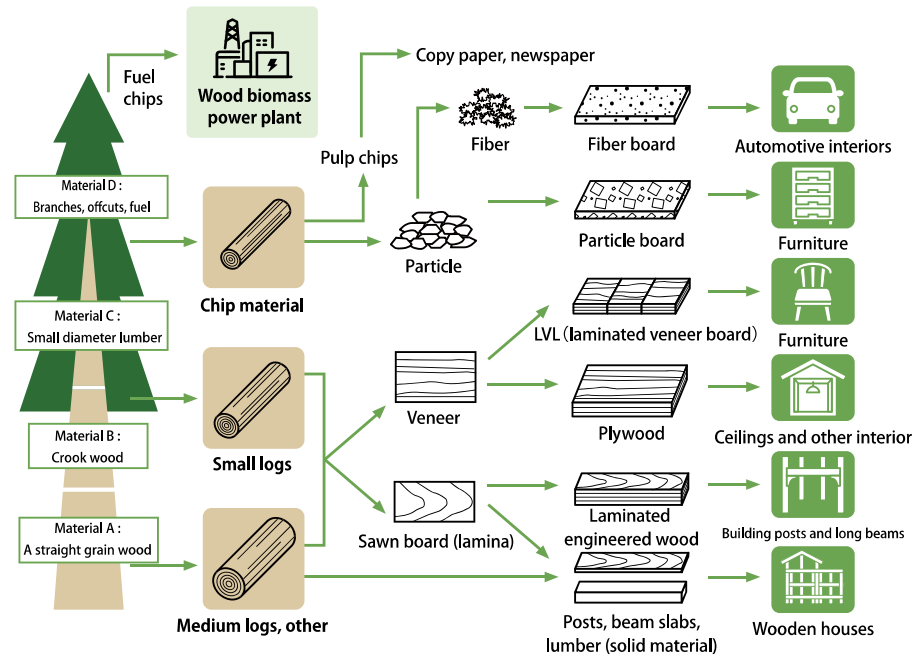 Fuel
chips
Wood biomass
power plant
Copy paper, newspaper
Pulp chips
Fiber
Fiber board
Automotive interiors
Material D :
Branches, offcuts, fuel
Chip material
Particle
Particle board
Furniture
Material C :
Small diameter lumber
LVL (laminated veneer board)
Furniture
Small logs
Veneer
Plywood
Ceilings and other interior
Material B :
Crook wood
Sawn board (lamina)
Laminated
engineered wood
Building posts and long beams
Material A :
A straight grain wood
Medium logs, other
Posts, beam slabs,
lumber (solid material)
Wooden houses